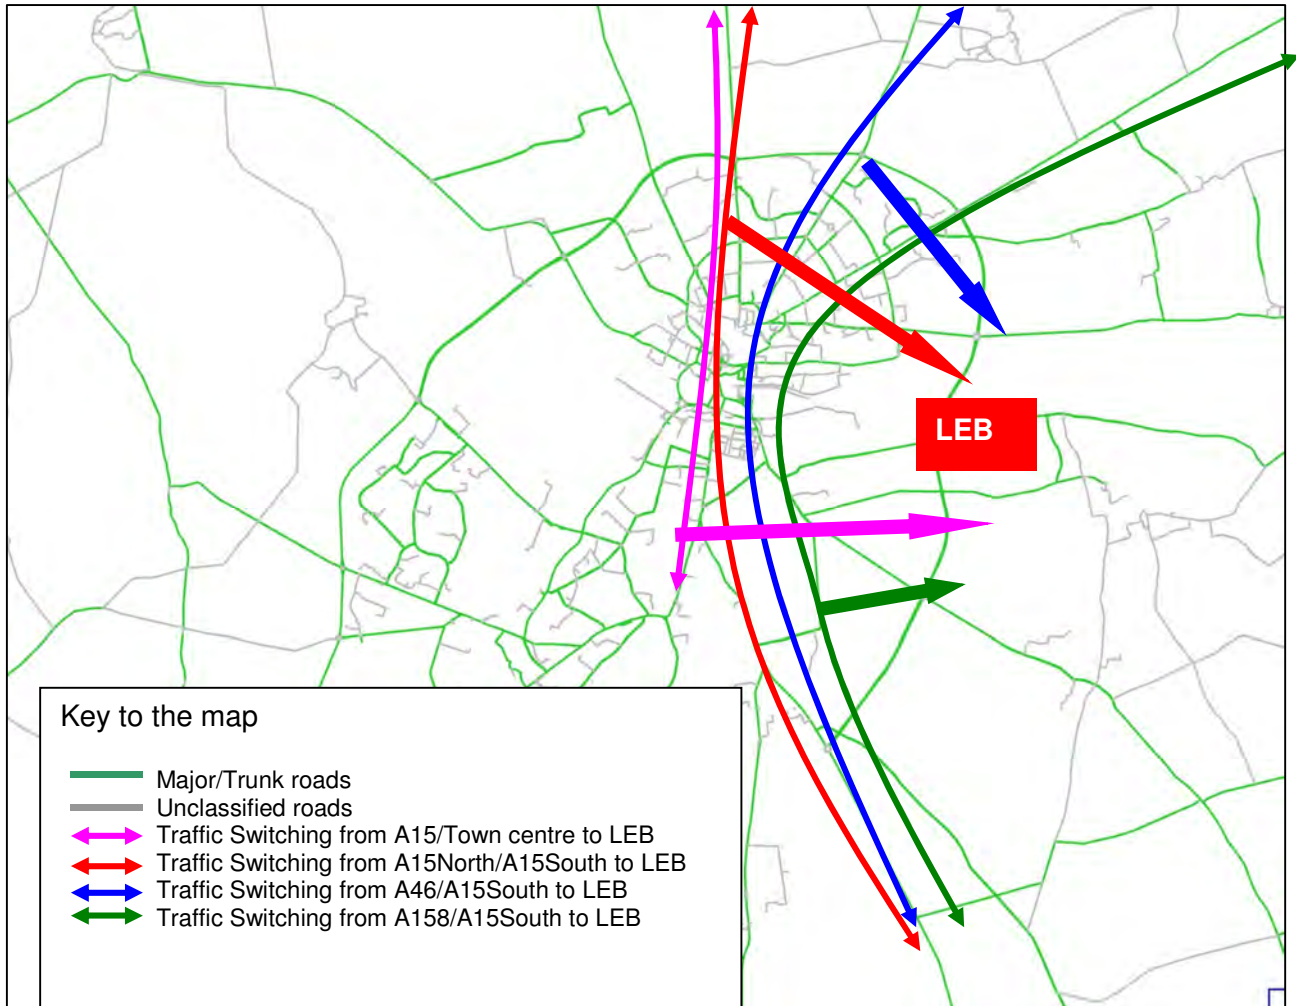 LEB
Key to the map
Major/Trunk roads
Unclassified roads
Traffic Switching from A15/Town centre to LEB
Traffic Switching from A15North/A15South to LEB
Traffic Switching from A46/A15South to LEB
Traffic Switching from A158/A15South to LEB